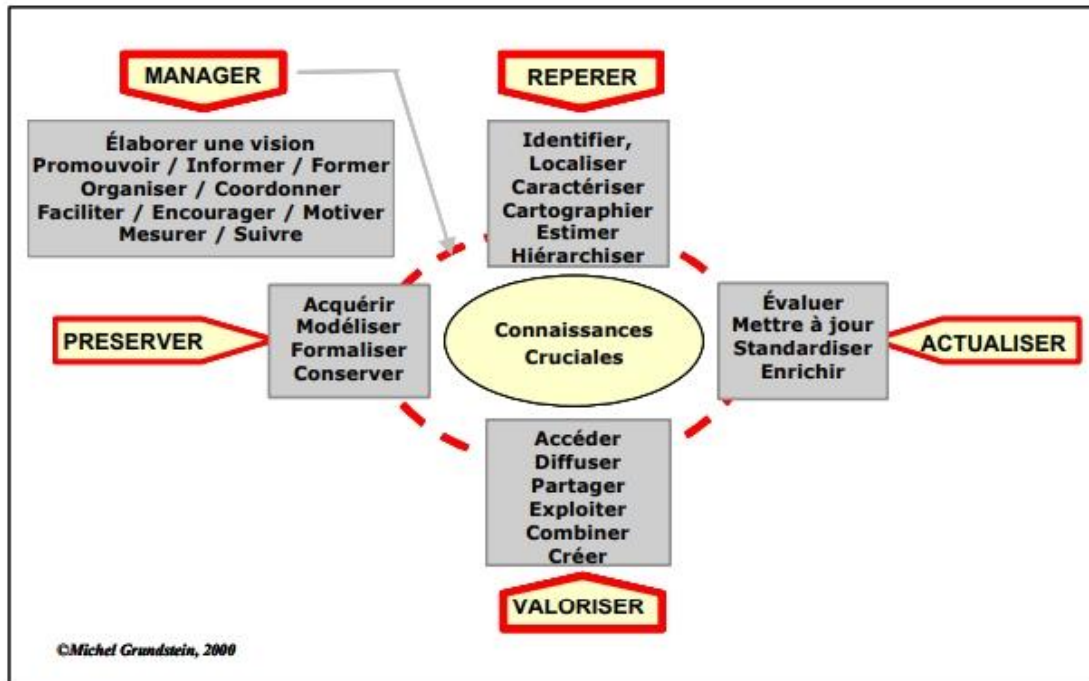 MANAGER
Élaborer une vision
Promouvoir / Informer / Former
Organiser / Coordonner
Faciliter / Encourager / Motiver
Mesurer / Suivre
REPERER
Identifier,
Localiser
Caractériser
Cartographier
Estimer
Hiérarchiser
PRESERVER
Acquérir
Modéliser
Formaliser
Conserver
Connaissances
Cruciales
Évaluer
Mettre à jour
Standardiser
Enrichir
ACTUALISER
Accéder
Diffuser
Partager
Exploiter
Combiner
Créer
VALORISER
©Michel Grundstein, 2000